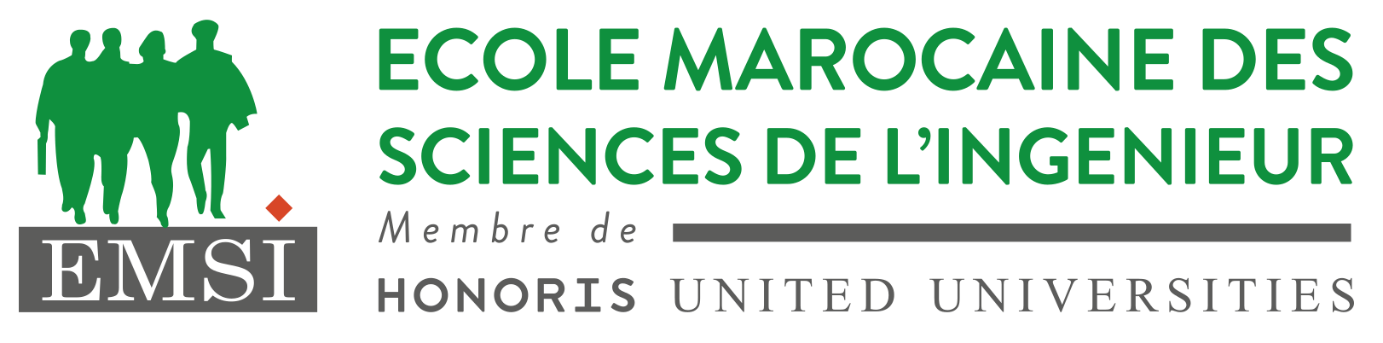 EMSI
ECOLE MAROCAINE DES
SCIENCES DE L'INGENIEUR
Membre de
HONORIS UNITED UNIVERSITIES